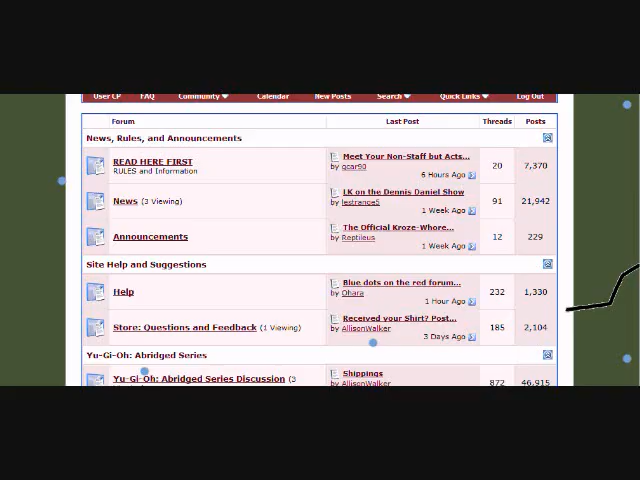 User CP FAQ Community Calendar New Posts Search Quick Links Log Out
Forum Last Post Threads Posts
News, Rules, and Announcements
READ HERE FIRST
RULES and Information
Meet Your Non-Staff but Acts...
by gcar90
6 Hours Ago
20 7,370
News (3 Viewing)
LK on the Dennis Daniel Show
by lestrange5
1 Week Ago
91 21,942
Announcements
The Official Kroze-Whore...
by Reptileus
1 Week Ago
12 229
Site Help and Suggestions
Help
Blue dots on the red forum...
by Ohara
1 Hour Ago
232 1,330
Store: Questions and Feedback (1 Viewing)
Received your Shirt? Post...
by AllisonWalker
3 Days Ago
185 2,104
Yu-Gi-Oh: Abridged Series
Yu-Gi-Oh: Abridged Series Discussion (3
Shippings
by AllisonWalker
872 46,915